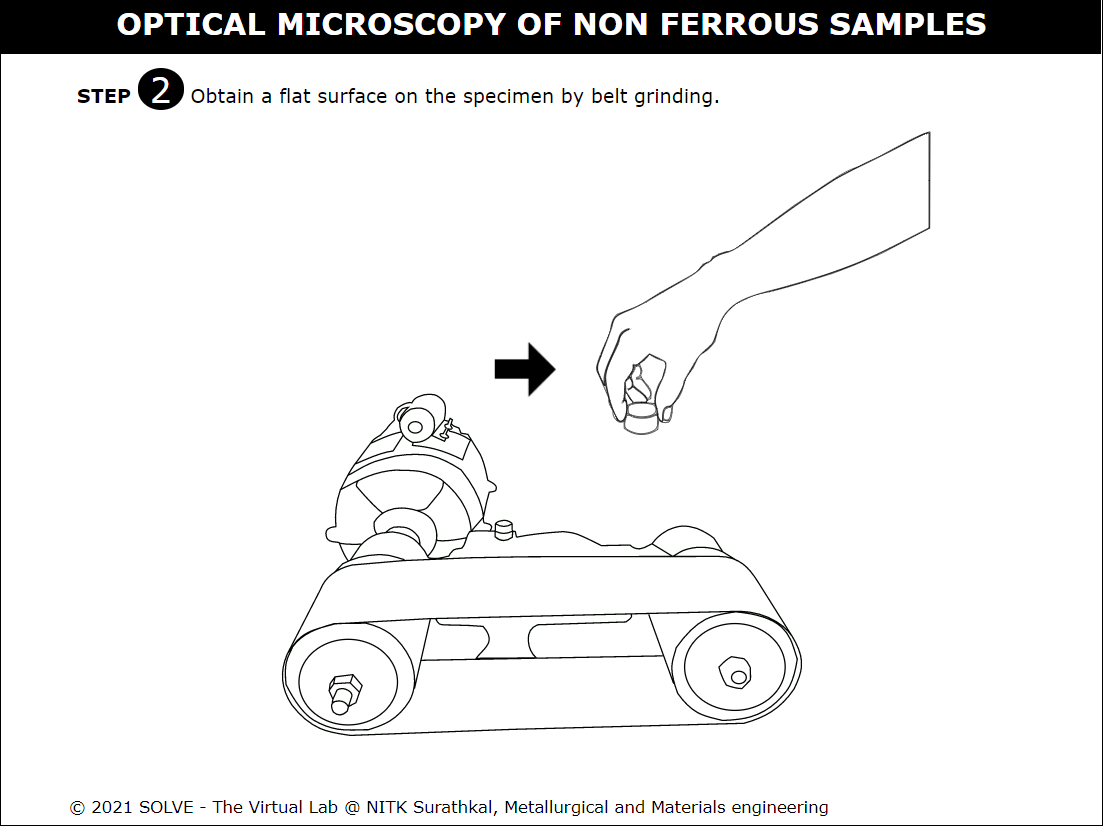 OPTICAL MICROSCOPY OF NON FERROUS SAMPLES
STEP 2 Obtain a flat surface on the specimen by belt grinding.
© 2021 SOLVE - The Virtual Lab @ NITK Surathkal, Metallurgical and Materials engineering